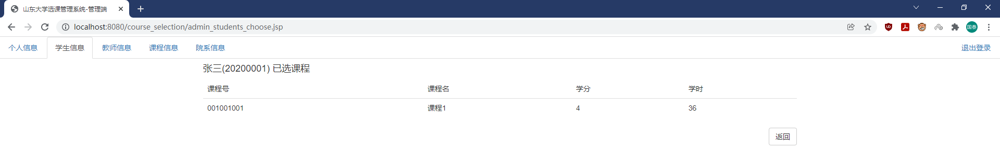 山东大学选课管理系统-管理端
localhost:8080/course_selection/admin_students_choose.jsp
国泰
个人信息 学生信息 教师信息 课程信息 院系信息 退出登录
张三(20200001) 已选课程
课程号 课程名 学分 学时
001001001 课程1 4 36
返回